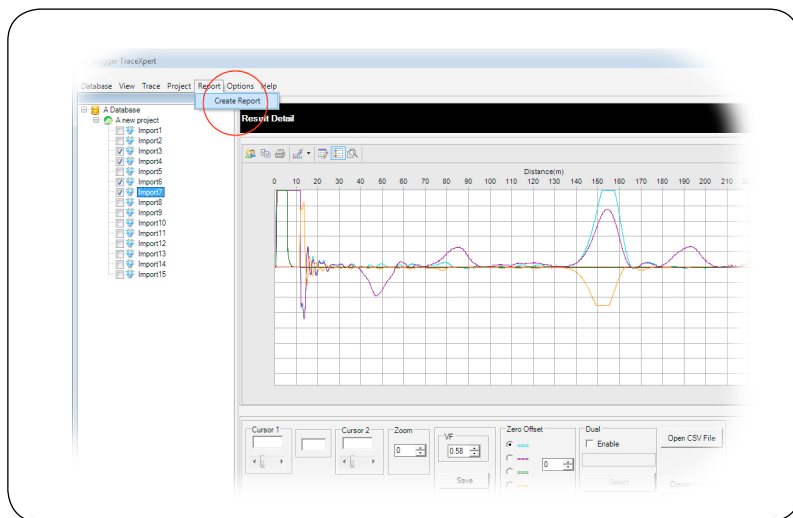 TraceXpert
Database View Trace Project Report Options Help
Create Report
A Database
A new project
Import1
Import2
Import3
Import4
Import5
Import6
Import7
Import8
Import9
Import10
Import11
Import12
Import13
Import14
Import15
Result Detail
Distance(m)
0 10 20 30 40 50 60 70 80 90 100 110 120 130 140 150 160 170 180 190 200 210
Cursor 1
Cursor 2
Zoom
0
VF
0.58
Save
Zero Offset
0
Dual
Enable
Select
Open CSV File
Create